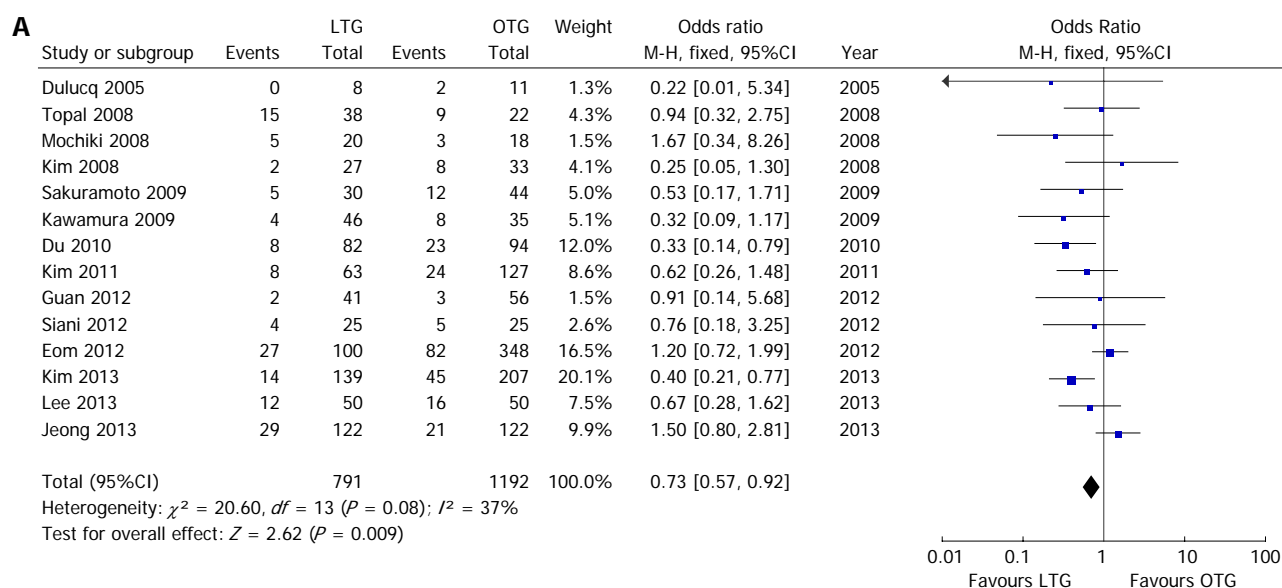 A
LTG OTG Weight Odds ratio Odds Ratio
Study or subgroup Events Total Events Total M-H, fixed, 95%CI Year M-H, fixed, 95%CI
Dulucq 2005 0 8 2 11 1.3% 0.22 [0.01, 5.34] 2005
Topal 2008 15 38 9 22 4.3% 0.94 [0.32, 2.75] 2008
Mochiki 2008 5 20 3 18 1.5% 1.67 [0.34, 8.26] 2008
Kim 2008 2 27 8 33 4.1% 0.25 [0.05, 1.30] 2008
Sakuramoto 2009 5 30 12 44 5.0% 0.53 [0.17, 1.71] 2009
Kawamura 2009 4 46 8 35 5.1% 0.32 [0.09, 1.17] 2009
Du 2010 8 82 23 94 12.0% 0.33 [0.14, 0.79] 2010
Kim 2011 8 63 24 127 8.6% 0.62 [0.26, 1.48] 2011
Guan 2012 2 41 3 56 1.5% 0.91 [0.14, 5.68] 2012
Siani 2012 4 25 5 25 2.6% 0.76 [0.18, 3.25] 2012
Eom 2012 27 100 82 348 16.5% 1.20 [0.72, 1.99] 2012
Kim 2013 14 139 45 207 20.1% 0.40 [0.21, 0.77] 2013
Lee 2013 12 50 16 50 7.5% 0.67 [0.28, 1.62] 2013
Jeong 2013 29 122 21 122 9.9% 1.50 [0.80, 2.81] 2013
Total (95%CI) 791 1192 100.0% 0.73 [0.57, 0.92]
Heterogeneity: χ² = 20.60, df = 13 (P = 0.08); I² = 37%
Test for overall effect: Z = 2.62 (P = 0.009)
0.01 0.1 1 10 100
Favours LTG Favours OTG